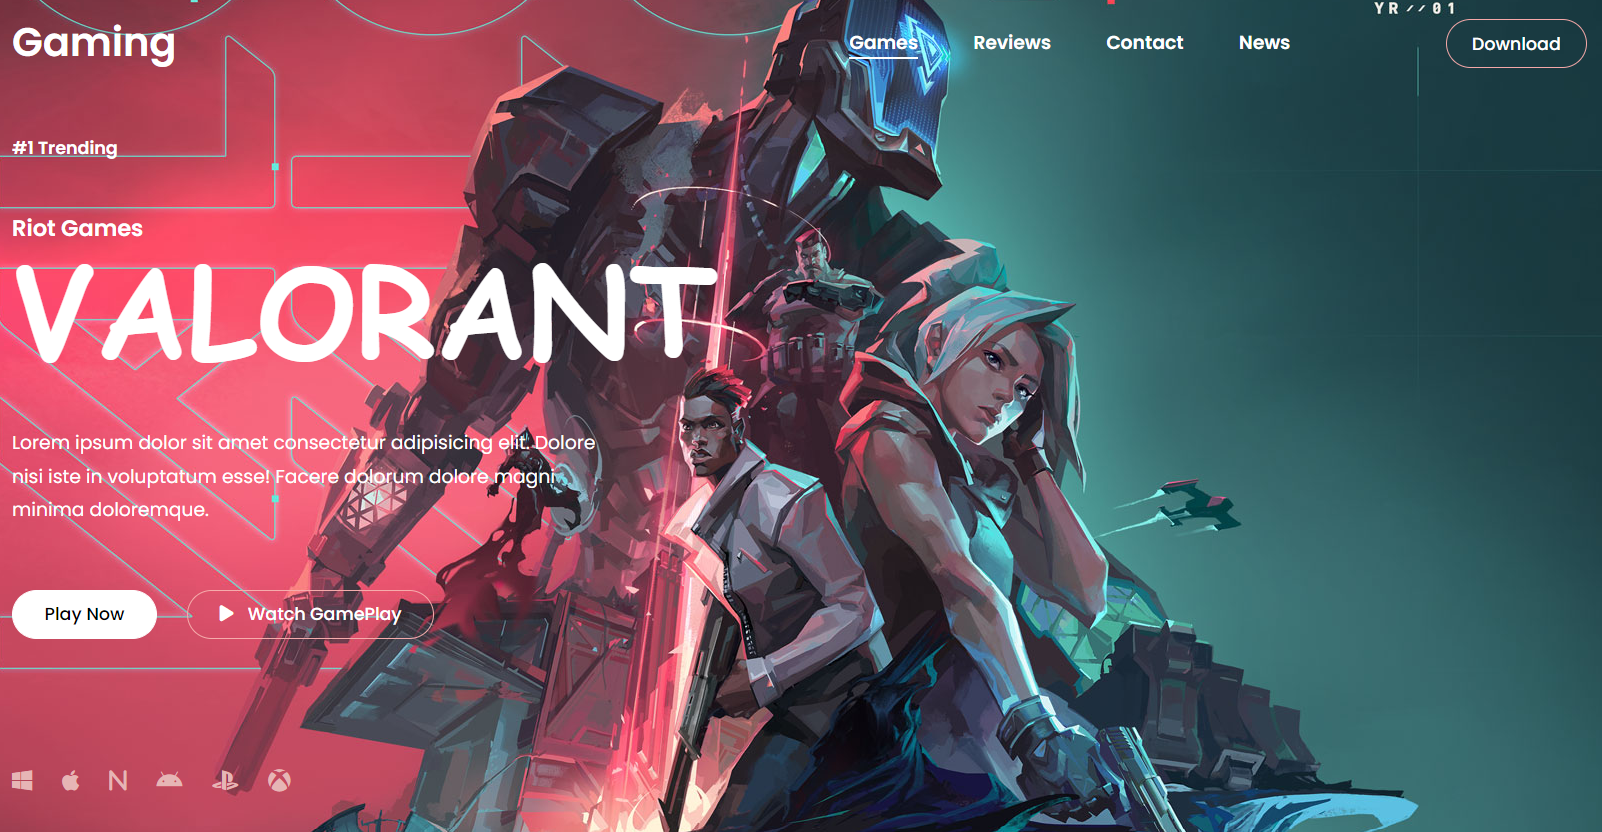 YR // 01
Gaming
Games
Reviews
Contact
News
Download
#1 Trending
Riot Games
VALORANT
Lorem ipsum dolor sit amet consectetur adipisicing elit. Dolore
nisi iste in voluptatum esse! Facere dolorum dolore magni
minima doloremque.
Play Now
Watch GamePlay